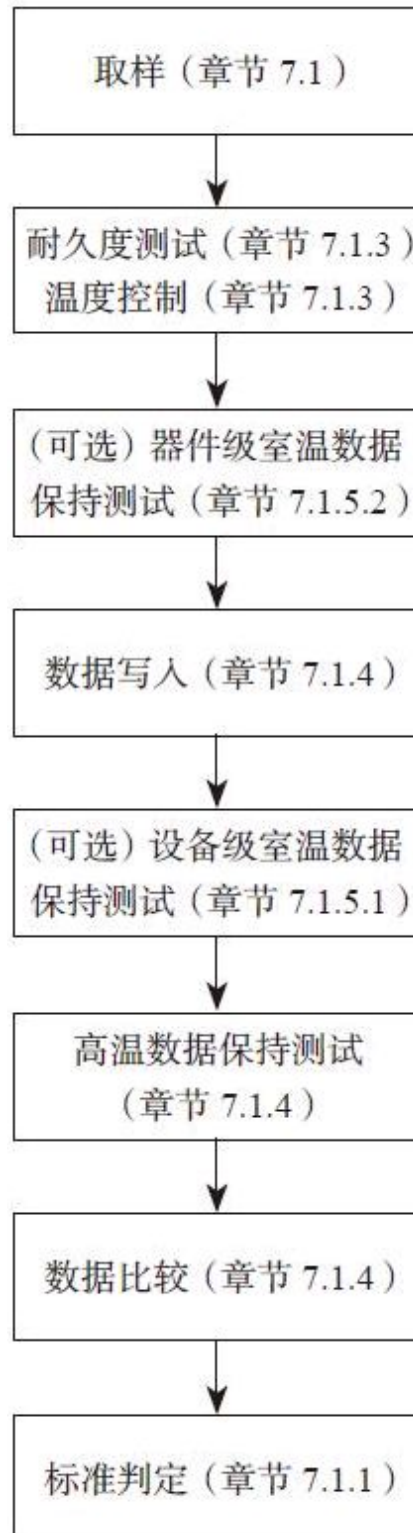 取样（章节 7.1）
耐久度测试（章节 7.1.3）
温度控制（章节 7.1.3）
（可选）器件级室温数据
保持测试（章节 7.1.5.2）
数据写入（章节 7.1.4）
（可选）设备级室温数据
保持测试（章节 7.1.5.1）
高温数据保持测试
（章节 7.1.4）
数据比较（章节 7.1.4）
标准判定（章节 7.1.1）